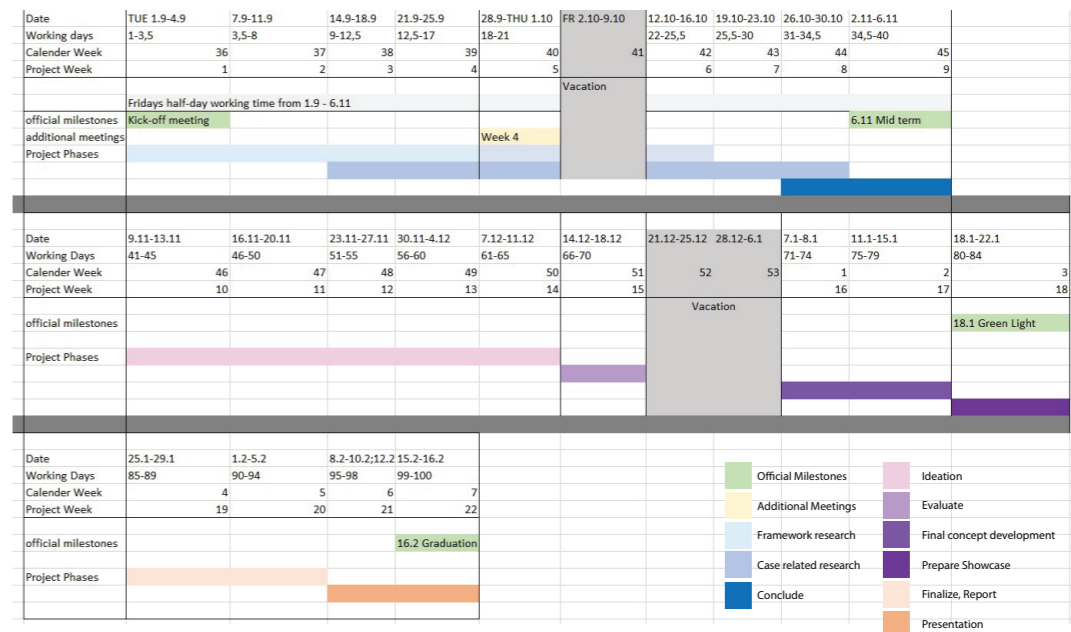 Date TUE 1.9-4.9 7.9-11.9 14.9-18.9 21.9-25.9 28.9-THU 1.10 FR 2.10-9.10 12.10-16.10 19.10-23.10 26.10-30.10 2.11-6.11
Working days 1-3,5 3,5-8 9-12,5 12,5-17 18-21 22-25,5 25,5-30 31-34,5 34,5-40
Calender Week 36 37 38 39 40 41 42 43 44 45
Project Week 1 2 3 4 5 6 7 8 9
Vacation
Fridays half-day working time from 1.9 - 6.11
official milestones Kick-off meeting 6.11 Mid term
additional meetings Week 4
Project Phases
Date 9.11-13.11 16.11-20.11 23.11-27.11 30.11-4.12 7.12-11.12 14.12-18.12 21.12-25.12 28.12-6.1 7.1-8.1 11.1-15.1 18.1-22.1
Working Days 41-45 46-50 51-55 56-60 61-65 66-70 71-74 75-79 80-84
Calender Week 46 47 48 49 50 51 52 53 1 2 3
Project Week 10 11 12 13 14 15 16 17 18
Vacation
official milestones 18.1 Green Light
Project Phases
Date 25.1-29.1 1.2-5.2 8.2-10.2;12.2 15.2-16.2
Working Days 85-89 90-94 95-98 99-100
Calender Week 4 5 6 7
Project Week 19 20 21 22
official milestones 16.2 Graduation
Project Phases
Official Milestones Ideation
Additional Meetings Evaluate
Framework research Final concept development
Case related research Prepare Showcase
Conclude Finalize, Report
Presentation